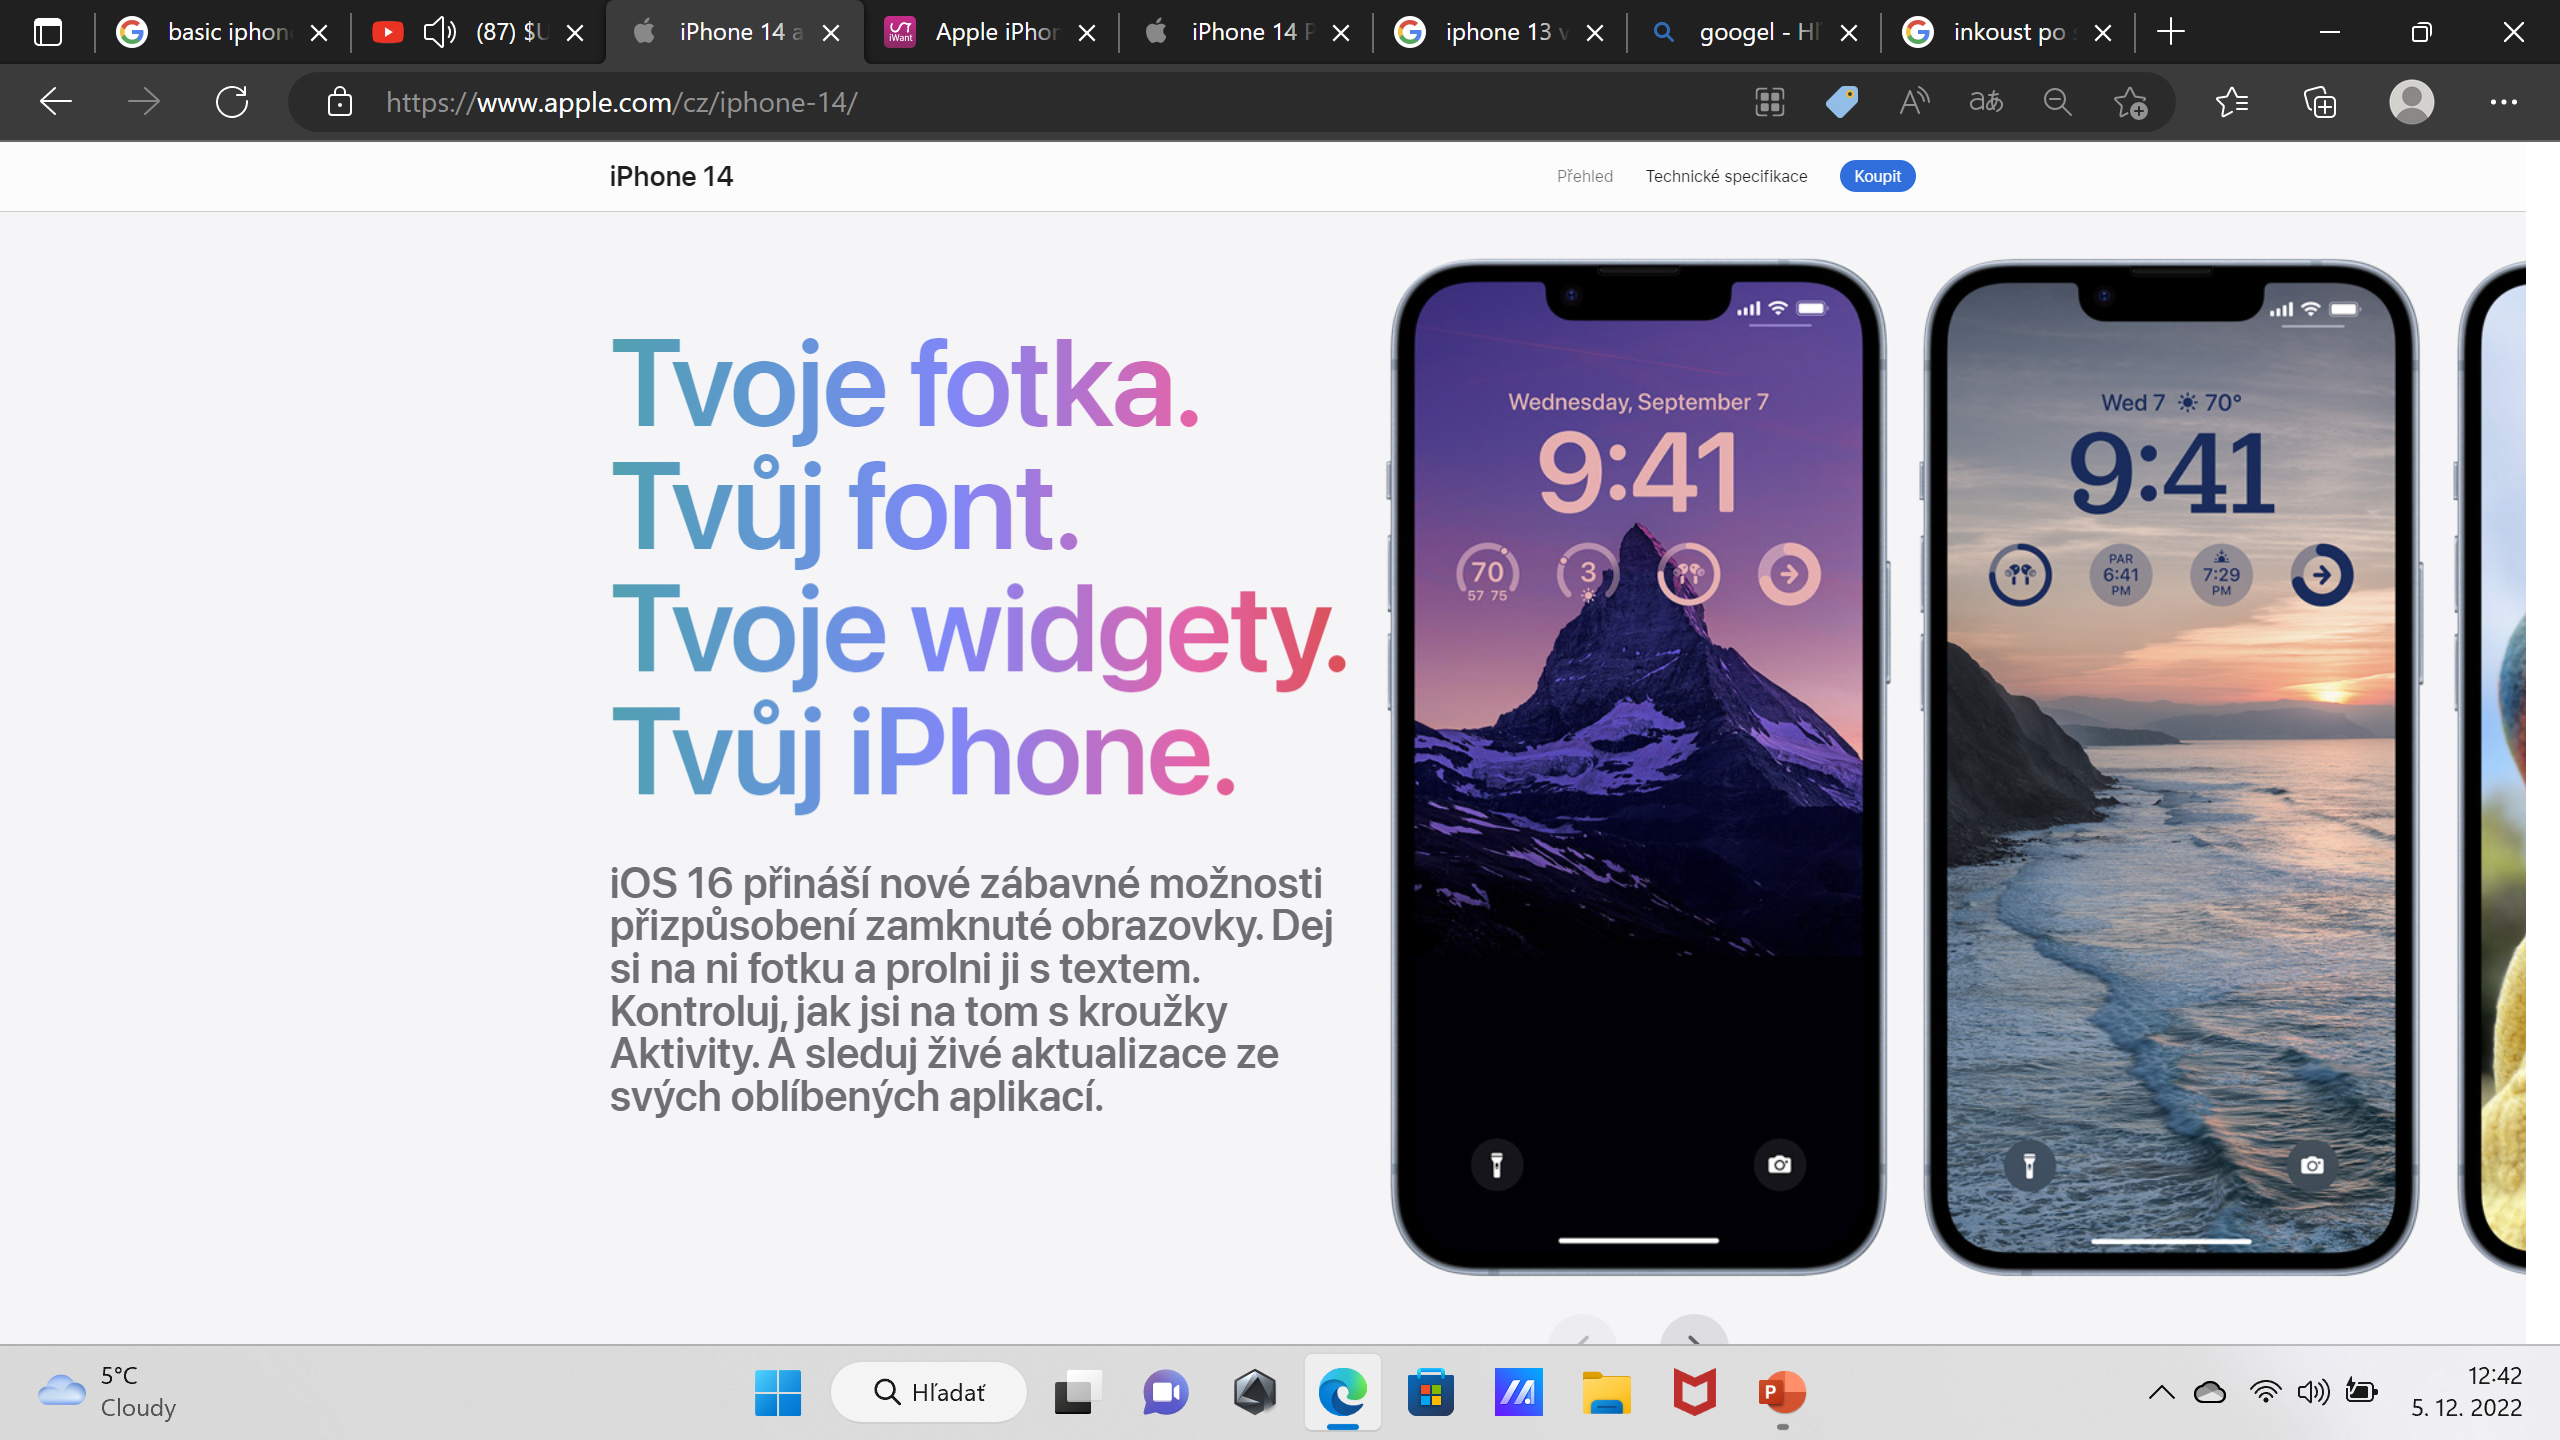 basic iphon
(87) $U
iPhone 14 a
iWant
Apple iPhon
iPhone 14 P
iphone 13 v
googel - Hľ
inkoust po s
https://www.apple.com/cz/iphone-14/
iPhone 14
Přehled
Technické specifikace
Koupit
Tvoje fotka.
Tvůj font.
Tvoje widgety.
Tvůj iPhone.
iOS 16 přináší nové zábavné možnosti
přizpůsobení zamknuté obrazovky. Dej
si na ni fotku a prolni ji s textem.
Kontroluj, jak jsi na tom s kroužky
Aktivity. A sleduj živé aktualizace ze
svých oblíbených aplikací.
Wednesday, September 7
9:41
70
57 75
3
Wed 7 70°
9:41
PAR
6:41
PM
7:29
PM
5°C
Cloudy
Hľadať
12:42
5. 12. 2022